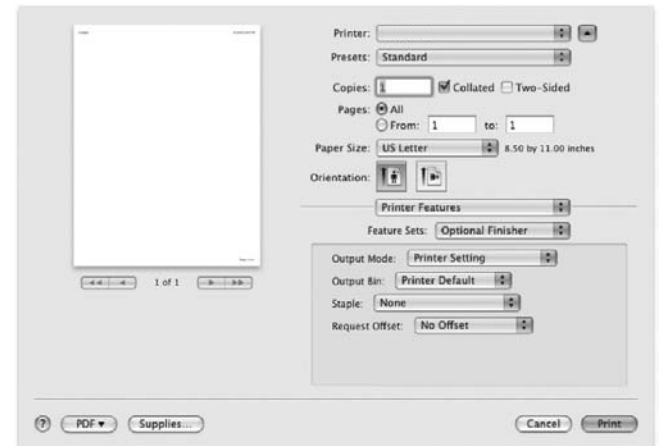 Printer:
Presets: Standard
Copies: 1 Collated Two-Sided
Pages: All
From: 1 to: 1
Paper Size: US Letter 8.50 by 11.00 inches
Orientation:
Printer Features
Feature Sets: Optional Finisher
Output Mode: Printer Setting
Output Bin: Printer Default
Staple: None
Request Offset: No Offset
1 of 1
? PDF Supplies... Cancel Print